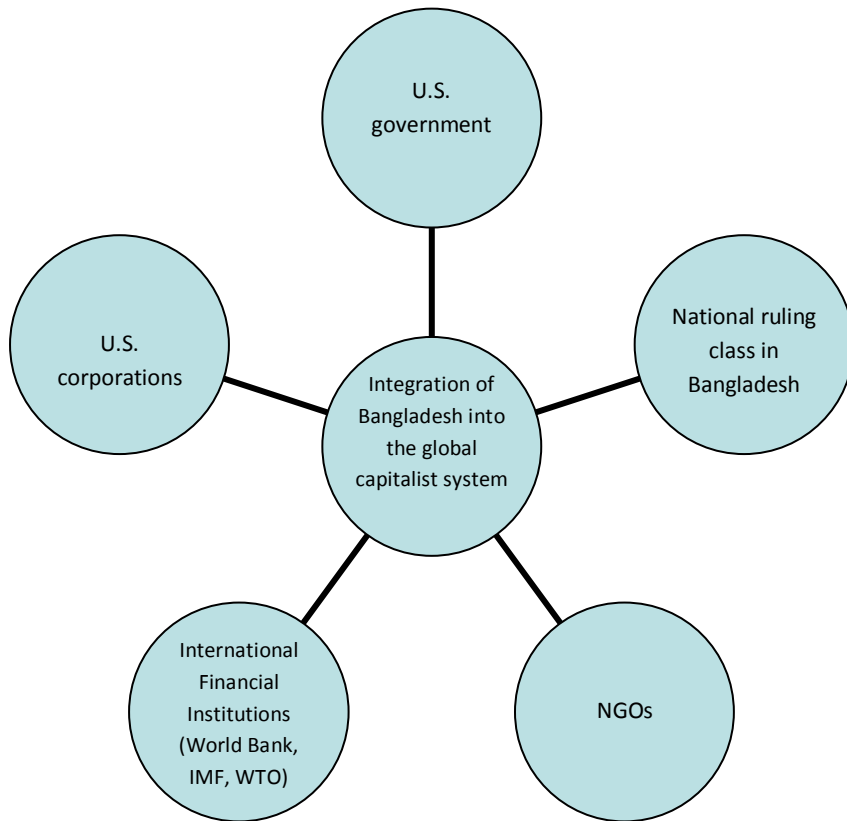 U.S.
government
National ruling
class in
Bangladesh
U.S.
corporations
Integration of
Bangladesh into
the global
capitalist system
International
Financial
Institutions
(World Bank,
IMF, WTO)
NGOs